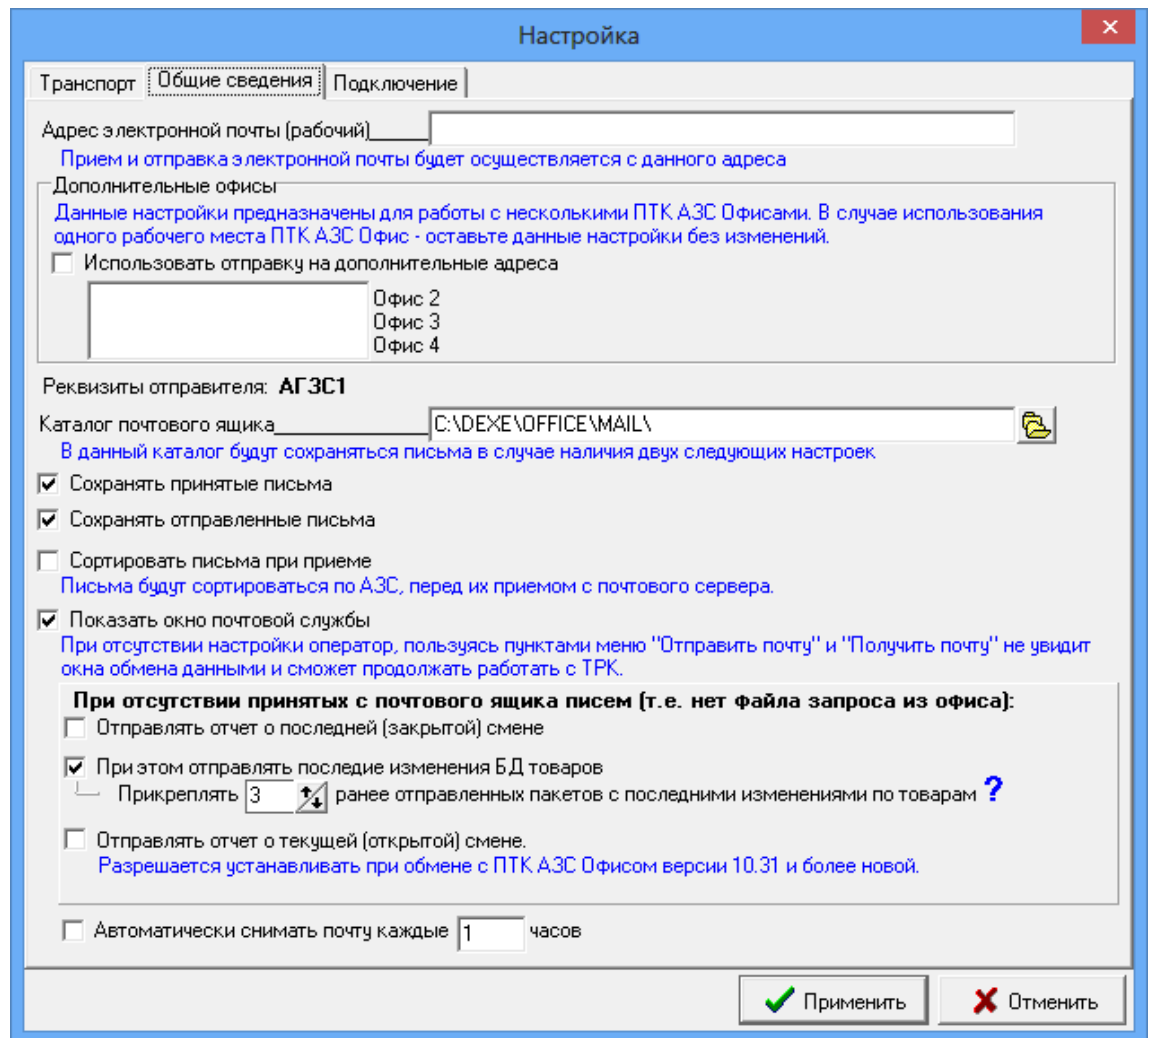 Настройка
Транспорт Общие сведения Подключение
Адрес электронной почты (рабочий)
Прием и отправка электронной почты будет осуществляется с данного адреса
Дополнительные офисы
Данные настройки предназначены для работы с несколькими ПТК АЗС Офисами. В случае использования
одного рабочего места ПТК АЗС Офис - оставьте данные настройки без изменений.
Использовать отправку на дополнительные адреса
Офис 2
Офис 3
Офис 4
Реквизиты отправителя: АГЗС1
Каталог почтового ящика C:\DEXE\OFFICE\MAIL\
В данный каталог будут сохраняться письма в случае наличия двух следующих настроек
Сохранять принятые письма
Сохранять отправленные письма
Сортировать письма при приеме
Письма будут сортироваться по АЗС, перед их приемом с почтового сервера.
Показать окно почтовой службы
При отсутствии настройки оператор, пользуясь пунктами меню "Отправить почту" и "Получить почту" не увидит
окна обмена данными и сможет продолжать работать с ТРК.
При отсутствии принятых с почтового ящика писем (т.е. нет файла запроса из офиса):
Отправлять отчет о последней (закрытой) смене
При этом отправлять последие изменения БД товаров
Прикреплять 3 ранее отправленных пакетов с последними изменениями по товарам ?
Отправлять отчет о текущей (открытой) смене.
Разрешается устанавливать при обмене с ПТК АЗС Офисом версии 10.31 и более новой.
Автоматически снимать почту каждые 1 часов
Применить Отменить